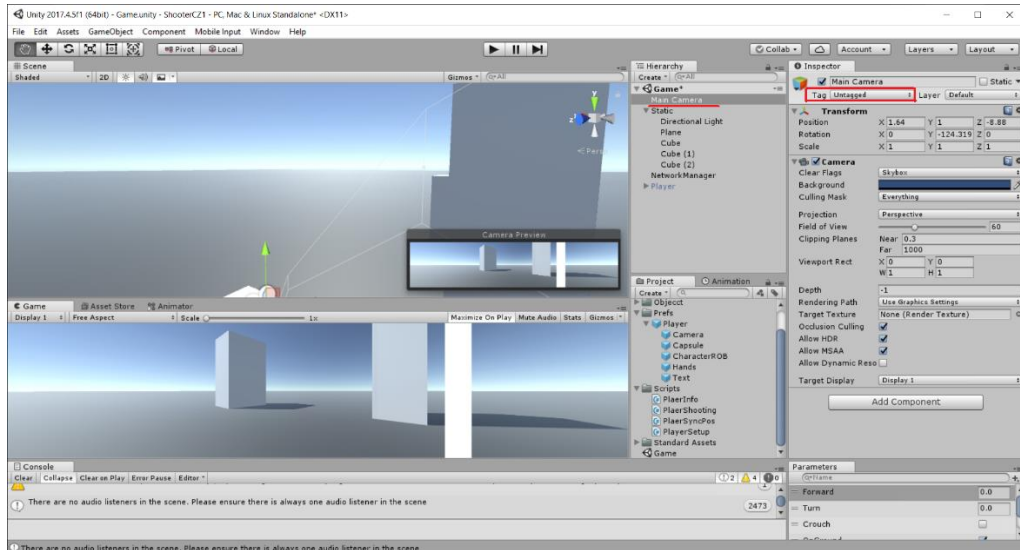 Unity 2017.4.5f1 (64bit) - Game.unity - ShooterCZ1 - PC, Mac & Linux Standalone* <DX11>
File Edit Assets GameObject Component Mobile Input Window Help
Pivot Local Collab Account Layers Layout
Scene
Shaded 2D Gizmos All
y
z
Persp
Camera Preview
Game Asset Store Animator
Display 1 Free Aspect Scale 1x Maximize On Play Mute Audio Stats Gizmos
Console
Clear Collapse Clear on Play Error Pause Editor 2 4 0
There are no audio listeners in the scene. Please ensure there is always one audio listener in the scene
2473
There are no audio listeners in the scene. Please ensure there is always one audio listener in the scene
Hierarchy
Create All
Game*
Main Camera
Static
Directional Light
Plane
Cube
Cube (1)
Cube (2)
NetworkManager
Player
Project Animation
Create
Objecct
Prefs
Player
Camera
Capsule
CharacterROB
Hands
Text
Scripts
PlaerInfo
PlaerShooting
PlaerSyncPos
PlayerSetup
Standard Assets
Game
Inspector
Main Camera Static
Tag Untagged Layer Default
Transform
Position X 1.64 Y 1 Z -8.88
Rotation X 0 Y -124.319 Z 0
Scale X 1 Y 1 Z 1
Camera
Clear Flags Skybox
Background
Culling Mask Everything
Projection Perspective
Field of View 60
Clipping Planes Near 0.3
Far 1000
Viewport Rect X 0 Y 0
W 1 H 1
Depth -1
Rendering Path Use Graphics Settings
Target Texture None (Render Texture)
Occlusion Culling
Allow HDR
Allow MSAA
Allow Dynamic Reso
Target Display Display 1
Add Component
Parameters
Name
Forward 0.0
Turn 0.0
Crouch
OnGround